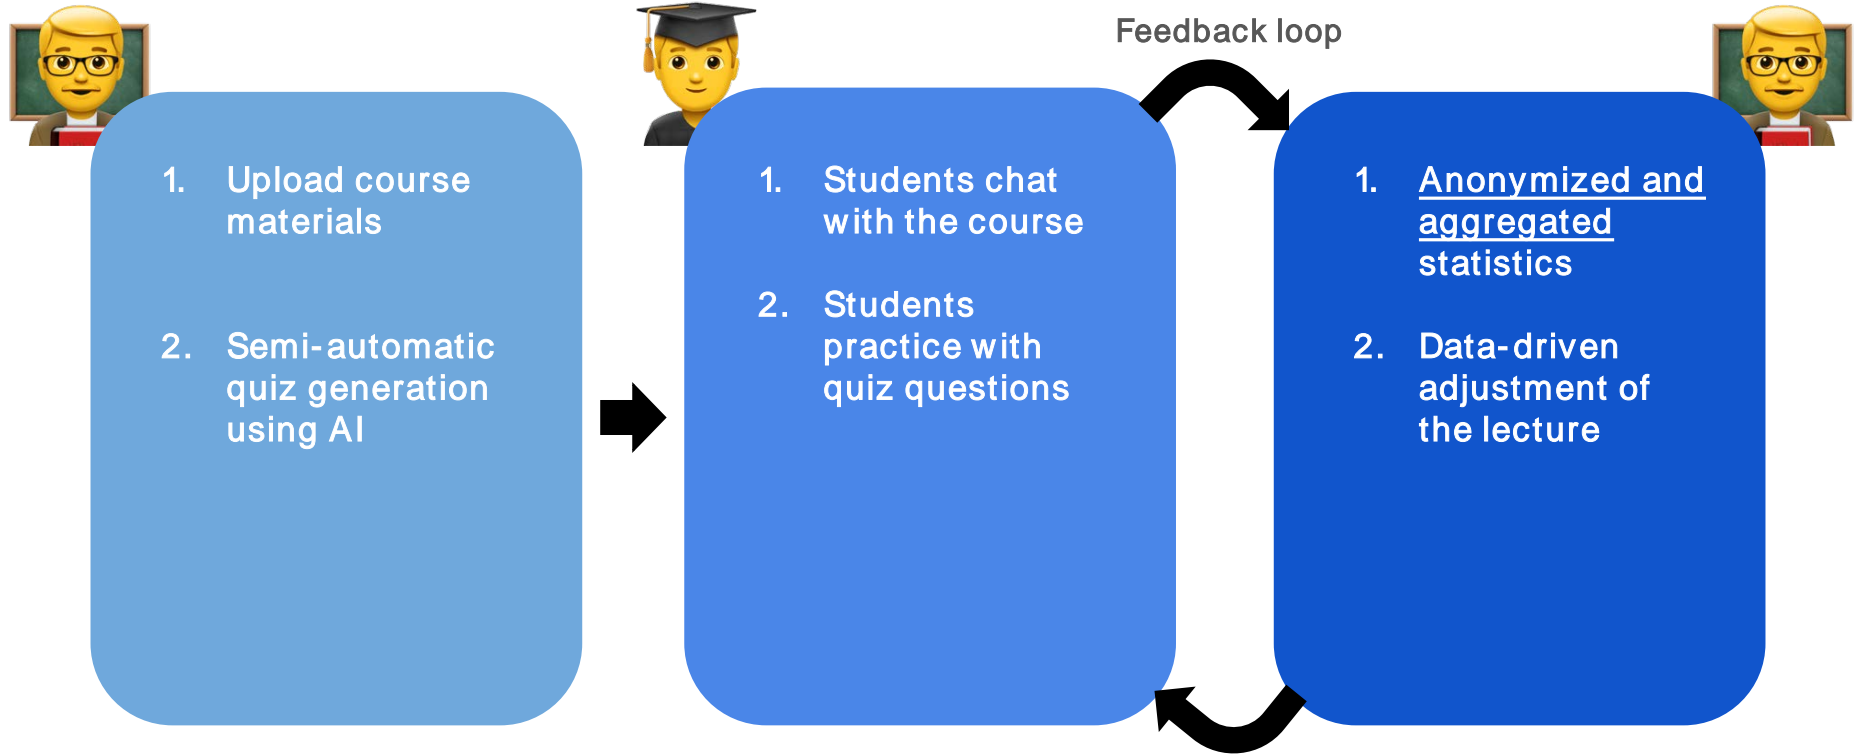 Feedback loop
1. Upload course
materials
2. Semi-automatic
quiz generation
using AI
1. Students chat
with the course
2. Students
practice with
quiz questions
1. Anonymized and
aggregated
statistics
2. Data-driven
adjustment of
the lecture